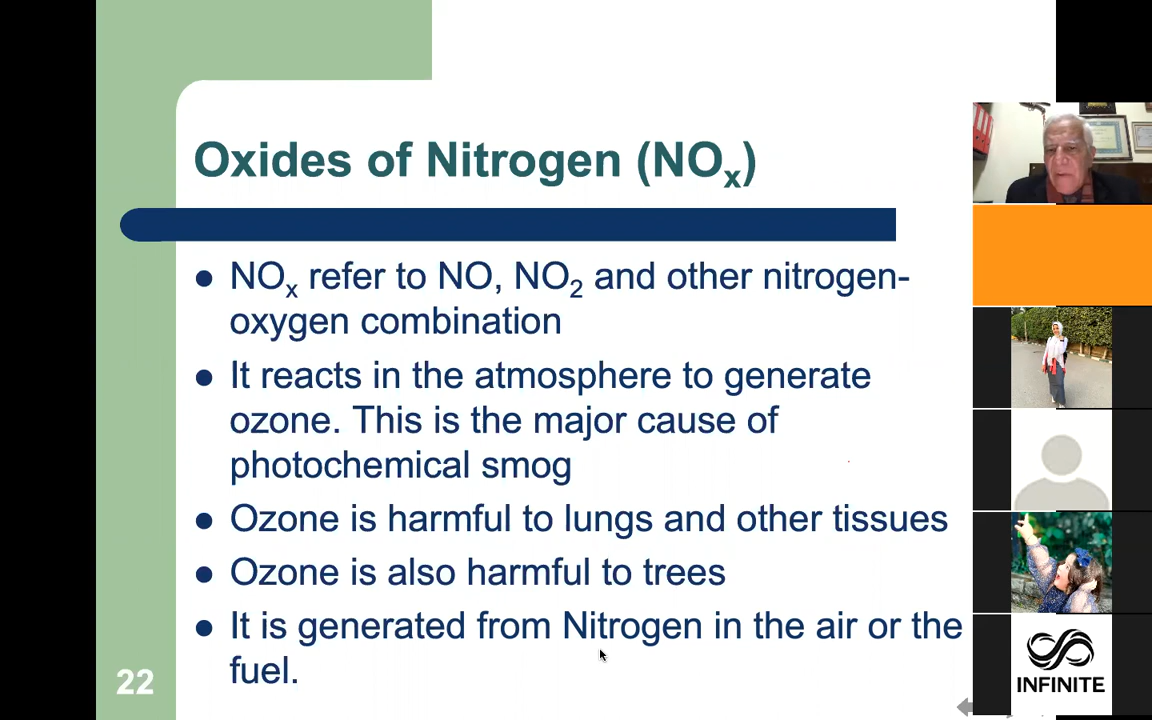 Oxides of Nitrogen (NOₓ)
● NOₓ refer to NO, NO₂ and other nitrogen-
oxygen combination
● It reacts in the atmosphere to generate
ozone. This is the major cause of
photochemical smog
● Ozone is harmful to lungs and other tissues
● Ozone is also harmful to trees
● It is generated from Nitrogen in the air or the
fuel.
22
INFINITE